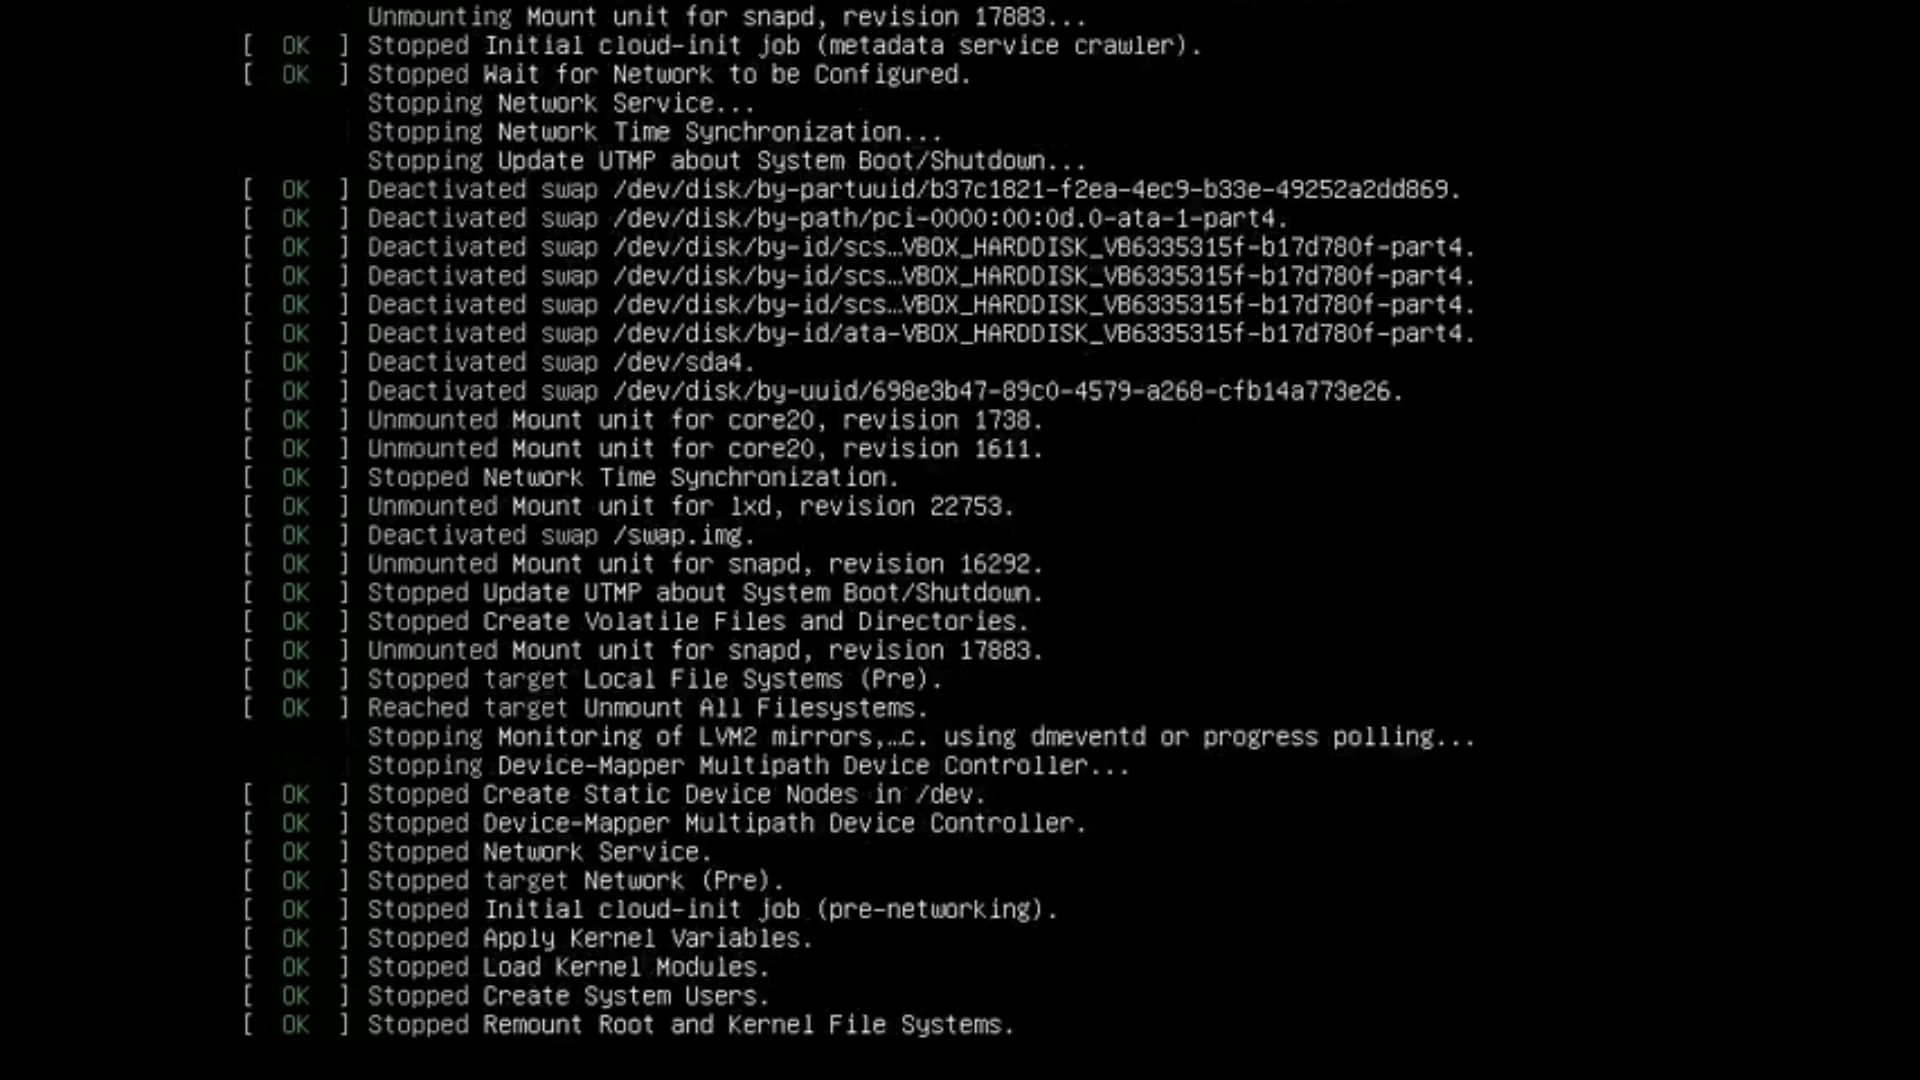 Unmounting Mount unit for snapd, revision 17883...
[  OK  ] Stopped Initial cloud-init job (metadata service crawler).
[  OK  ] Stopped Wait for Network to be Configured.
Stopping Network Service...
Stopping Network Time Synchronization...
Stopping Update UTMP about System Boot/Shutdown...
[  OK  ] Deactivated swap /dev/disk/by-partuuid/b37c1821-f2ea-4ec9-b33e-49252a2dd869.
[  OK  ] Deactivated swap /dev/disk/by-path/pci-0000:00:0d.0-ata-1-part4.
[  OK  ] Deactivated swap /dev/disk/by-id/scs…VBOX_HARDDISK_VB6335315f-b17d780f-part4.
[  OK  ] Deactivated swap /dev/disk/by-id/scs…VBOX_HARDDISK_VB6335315f-b17d780f-part4.
[  OK  ] Deactivated swap /dev/disk/by-id/scs…VBOX_HARDDISK_VB6335315f-b17d780f-part4.
[  OK  ] Deactivated swap /dev/disk/by-id/ata-VBOX_HARDDISK_VB6335315f-b17d780f-part4.
[  OK  ] Deactivated swap /dev/sda4.
[  OK  ] Deactivated swap /dev/disk/by-uuid/698e3b47-89c0-4579-a268-cfb14a773e26.
[  OK  ] Unmounted Mount unit for core20, revision 1738.
[  OK  ] Unmounted Mount unit for core20, revision 1611.
[  OK  ] Stopped Network Time Synchronization.
[  OK  ] Unmounted Mount unit for lxd, revision 22753.
[  OK  ] Deactivated swap /swap.img.
[  OK  ] Unmounted Mount unit for snapd, revision 16292.
[  OK  ] Stopped Update UTMP about System Boot/Shutdown.
[  OK  ] Stopped Create Volatile Files and Directories.
[  OK  ] Unmounted Mount unit for snapd, revision 17883.
[  OK  ] Stopped target Local File Systems (Pre).
[  OK  ] Reached target Unmount All Filesystems.
Stopping Monitoring of LVM2 mirrors,…c. using dmeventd or progress polling...
Stopping Device-Mapper Multipath Device Controller...
[  OK  ] Stopped Create Static Device Nodes in /dev.
[  OK  ] Stopped Device-Mapper Multipath Device Controller.
[  OK  ] Stopped Network Service.
[  OK  ] Stopped target Network (Pre).
[  OK  ] Stopped Initial cloud-init job (pre-networking).
[  OK  ] Stopped Apply Kernel Variables.
[  OK  ] Stopped Load Kernel Modules.
[  OK  ] Stopped Create System Users.
[  OK  ] Stopped Remount Root and Kernel File Systems.